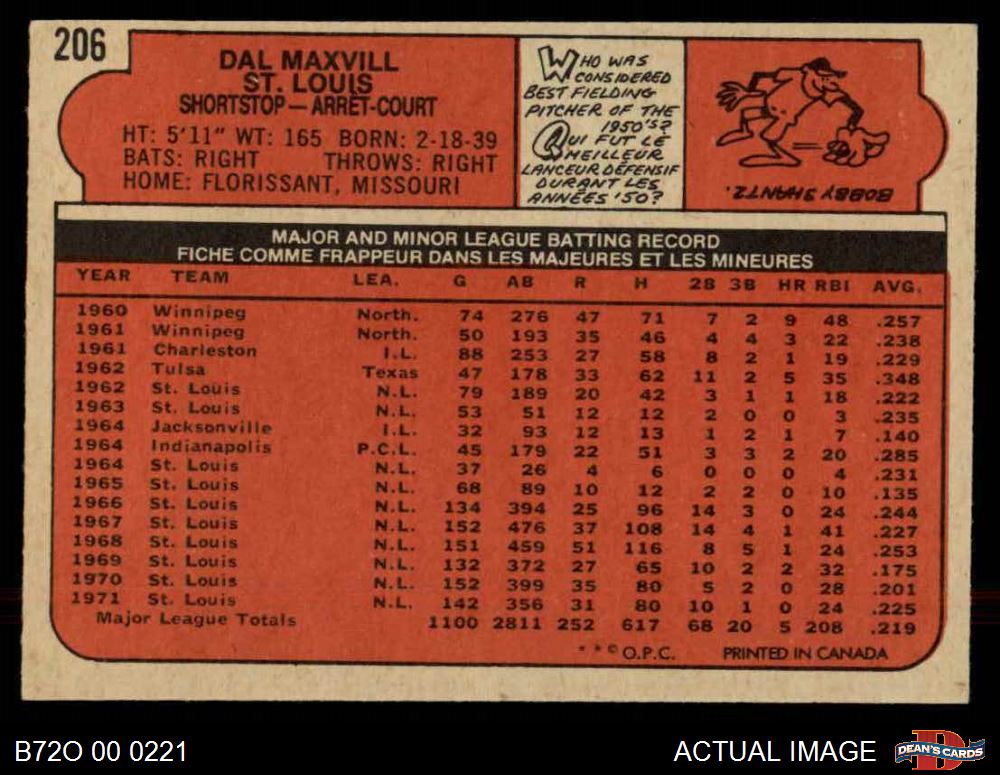 206
DAL MAXVILL
ST. LOUIS
SHORTSTOP — ARRÊT-COURT
HT: 5'11" WT: 165 BORN: 2-18-39
BATS: RIGHT THROWS: RIGHT
HOME: FLORISSANT, MISSOURI
WHO WAS
CONSIDERED
BEST FIELDING
PITCHER OF THE
1950'S?
QUI FUT LE
MEILLEUR
LANCEUR DÉFENSIF
DURANT LES
ANNÉES '50?
BOBBY SHANTZ.
MAJOR AND MINOR LEAGUE BATTING RECORD
FICHE COMME FRAPPEUR DANS LES MAJEURES ET LES MINEURES
YEAR TEAM LEA. G AB R H 2B 3B HR RBI AVG.
1960 Winnipeg North. 74 276 47 71 7 2 9 48 .257
1961 Winnipeg North. 50 193 35 46 4 4 3 22 .238
1961 Charleston I.L. 88 253 27 58 8 2 1 19 .229
1962 Tulsa Texas 47 178 33 62 11 2 5 35 .348
1962 St. Louis N.L. 79 189 20 42 3 1 1 18 .222
1963 St. Louis N.L. 53 51 12 12 2 0 0 3 .235
1964 Jacksonville I.L. 32 93 12 13 1 2 1 7 .140
1964 Indianapolis P.C.L. 45 179 22 51 3 3 2 20 .285
1964 St. Louis N.L. 37 26 4 6 0 0 0 4 .231
1965 St. Louis N.L. 68 89 10 12 2 2 0 10 .135
1966 St. Louis N.L. 134 394 25 96 14 3 0 24 .244
1967 St. Louis N.L. 152 476 37 108 14 4 1 41 .227
1968 St. Louis N.L. 151 459 51 116 8 5 1 24 .253
1969 St. Louis N.L. 132 372 27 65 10 2 2 32 .175
1970 St. Louis N.L. 152 399 35 80 5 2 0 28 .201
1971 St. Louis N.L. 142 356 31 80 10 1 0 24 .225
Major League Totals 1100 2811 252 617 68 20 5 208 .219
* * © O.P.C. PRINTED IN CANADA
B72O 00 0221
ACTUAL IMAGE
DEAN'S CARDS